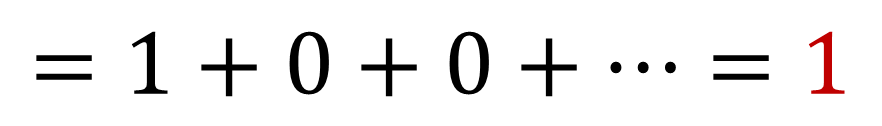 = 1 + 0 + 0 + ⋯ = 1